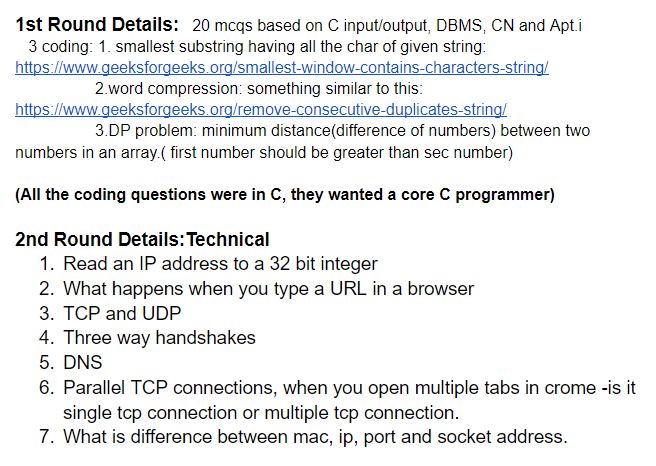 1st Round Details: 20 mcqs based on C input/output, DBMS, CN and Apt.i
3 coding: 1. smallest substring having all the char of given string:
https://www.geeksforgeeks.org/smallest-window-contains-characters-string/
2.word compression: something similar to this:
https://www.geeksforgeeks.org/remove-consecutive-duplicates-string/
3.DP problem: minimum distance(difference of numbers) between two
numbers in an array.( first number should be greater than sec number)
(All the coding questions were in C, they wanted a core C programmer)
2nd Round Details:Technical
1. Read an IP address to a 32 bit integer
2. What happens when you type a URL in a browser
3. TCP and UDP
4. Three way handshakes
5. DNS
6. Parallel TCP connections, when you open multiple tabs in crome -is it
single tcp connection or multiple tcp connection.
7. What is difference between mac, ip, port and socket address.